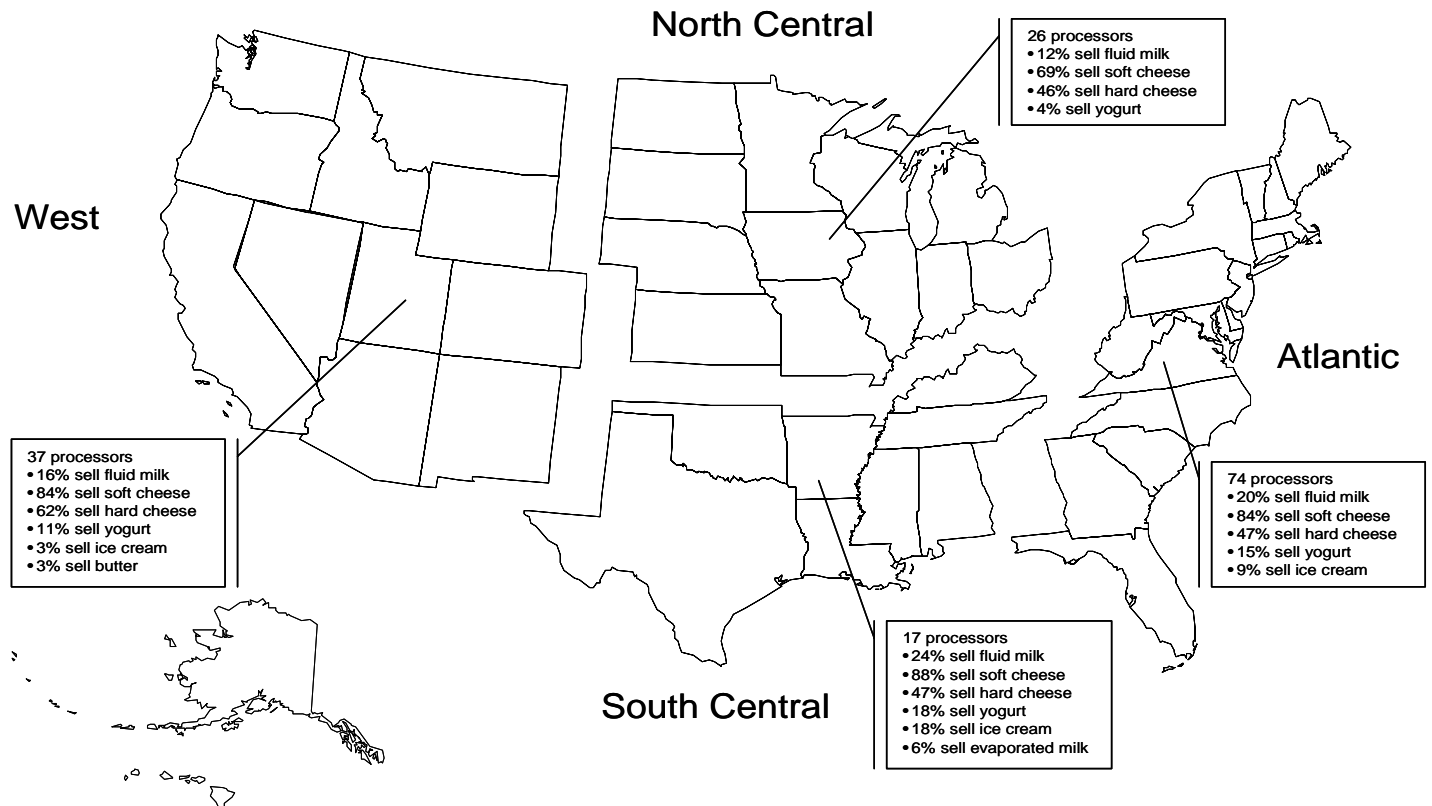 North Central
26 processors
•12% sell fluid milk
•69% sell soft cheese
•46% sell hard cheese
•4% sell yogurt
West
Atlantic
37 processors
•16% sell fluid milk
•84% sell soft cheese
•62% sell hard cheese
•11% sell yogurt
•3% sell ice cream
•3% sell butter
74 processors
•20% sell fluid milk
•84% sell soft cheese
•47% sell hard cheese
•15% sell yogurt
•9% sell ice cream
South Central
17 processors
•24% sell fluid milk
•88% sell soft cheese
•47% sell hard cheese
•18% sell yogurt
•18% sell ice cream
•6% sell evaporated milk